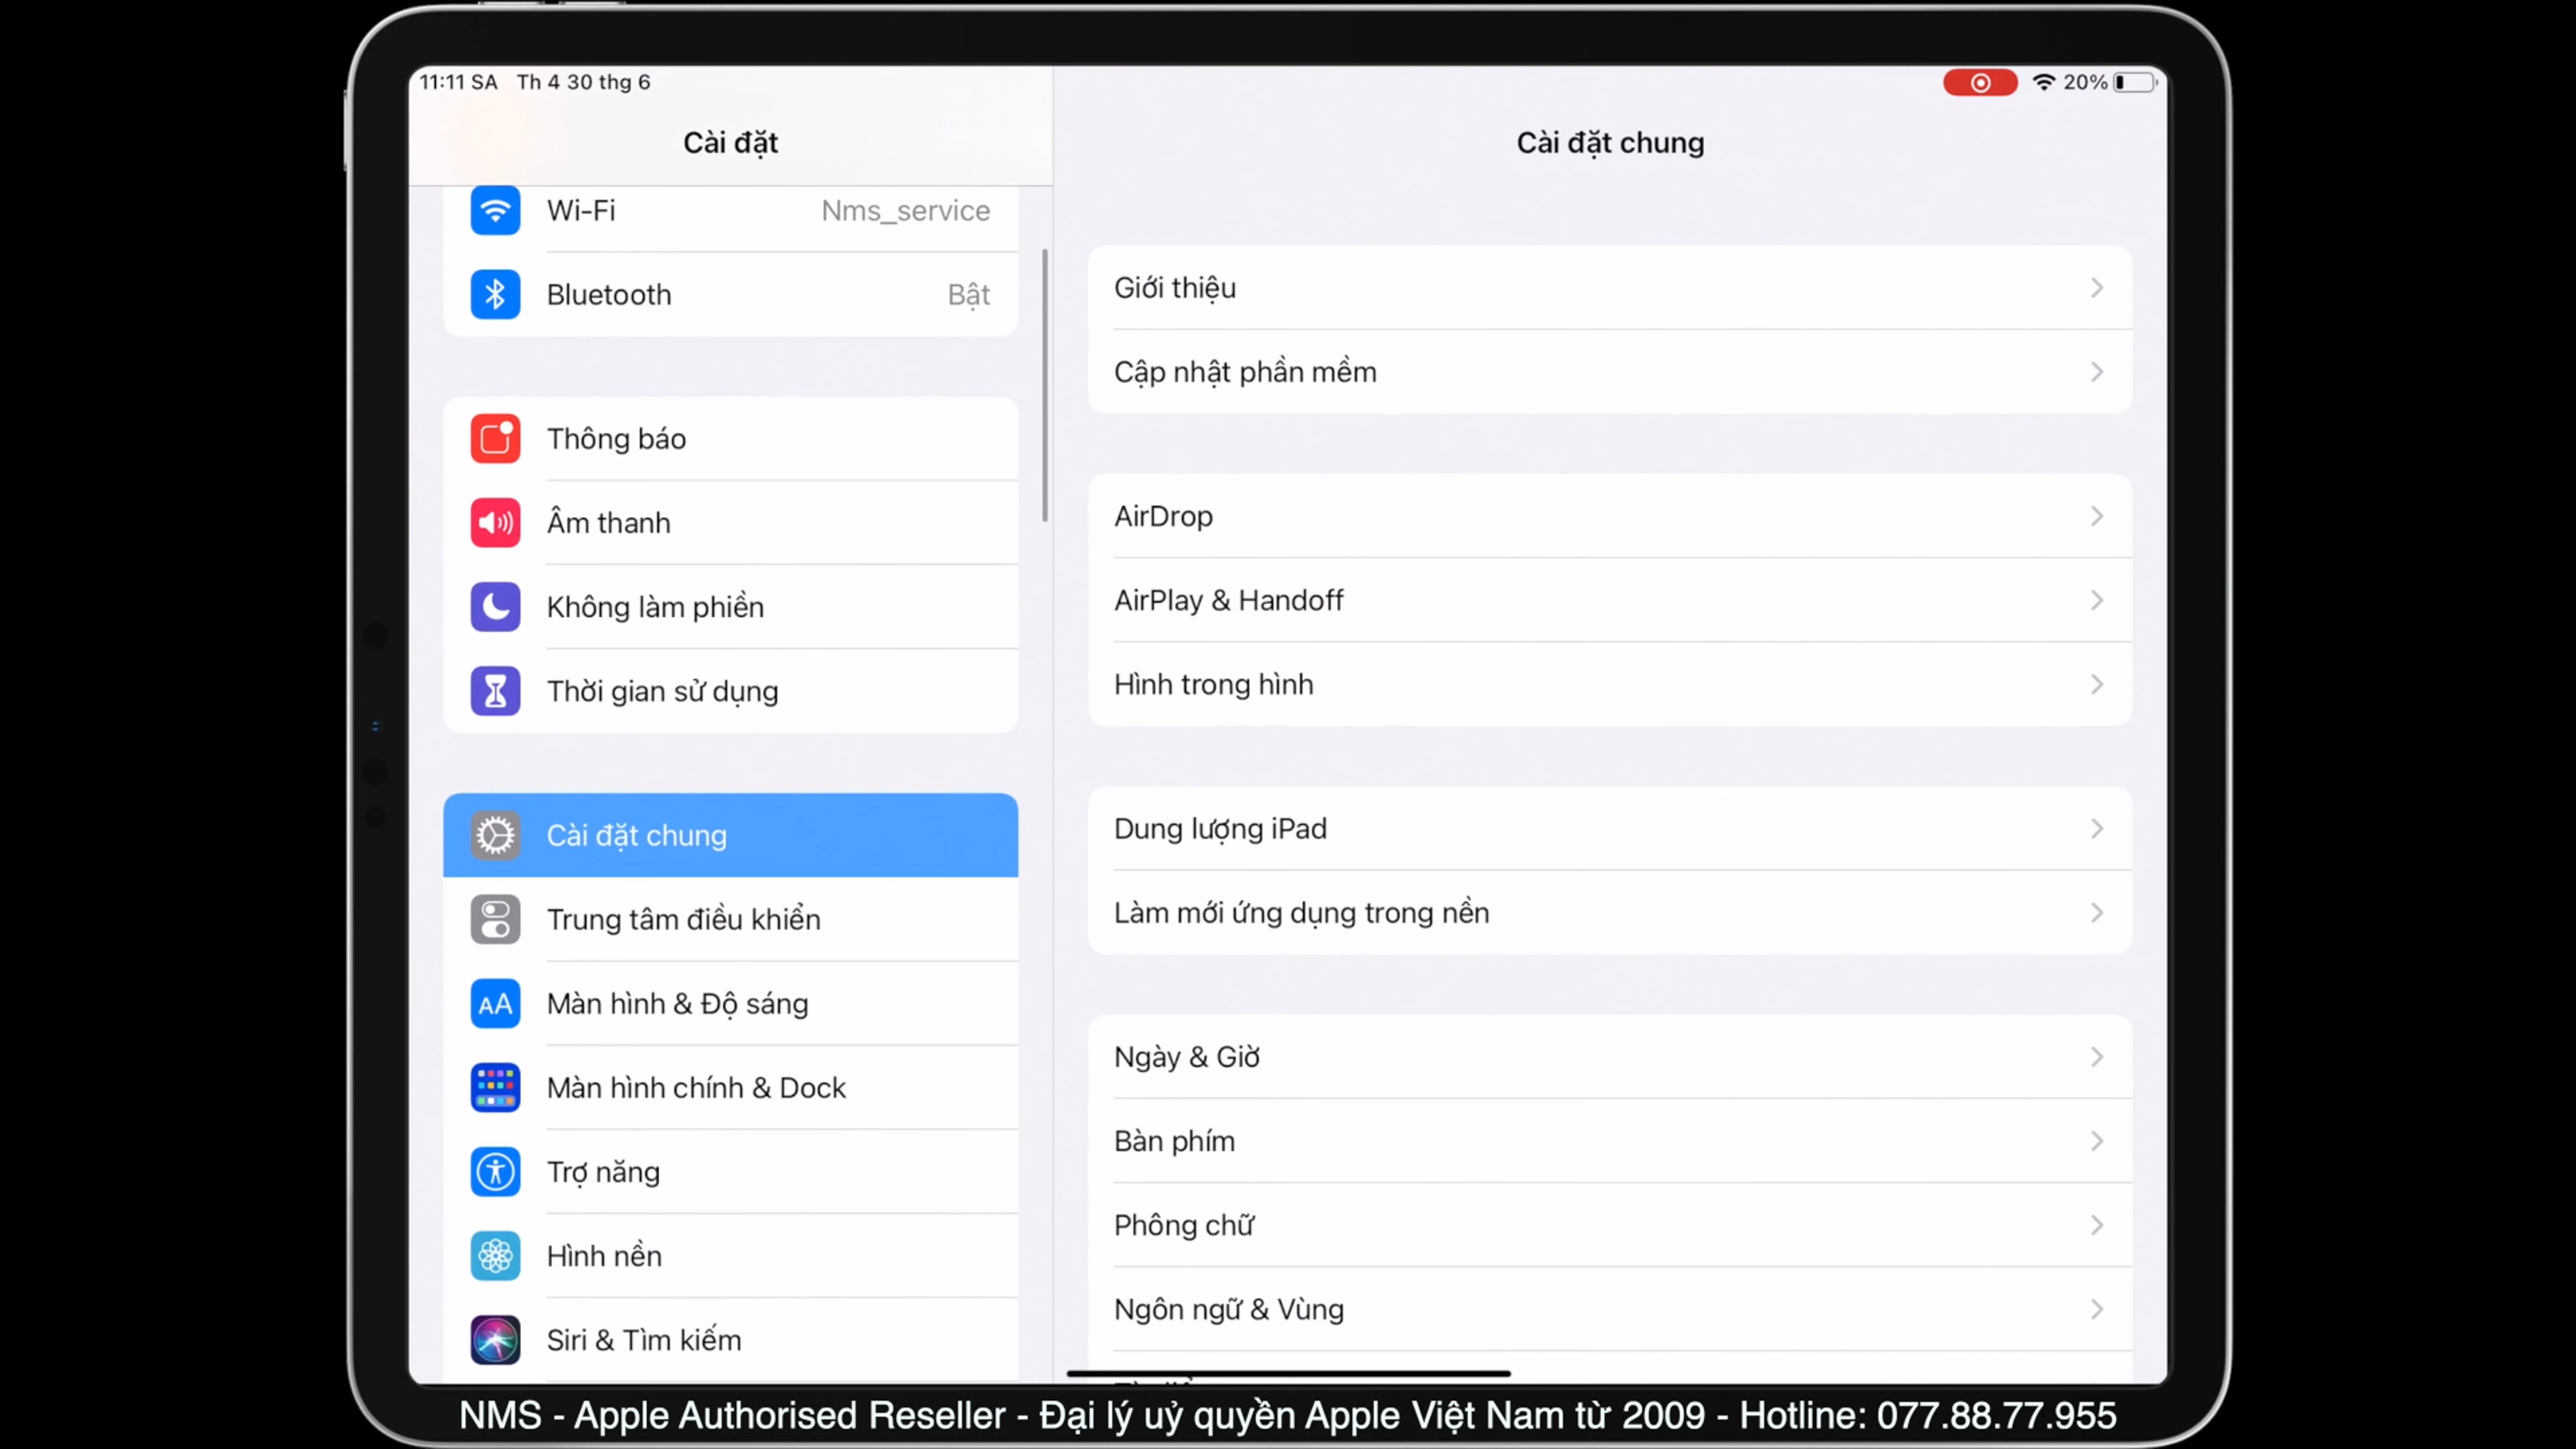 11:11 SA Th 4 30 thg 6
20%
Cài đặt
Wi-Fi Nms_service
Bluetooth Bật
Thông báo
Âm thanh
Không làm phiền
Thời gian sử dụng
Cài đặt chung
Trung tâm điều khiển
AA Màn hình & Độ sáng
Màn hình chính & Dock
Trợ năng
Hình nền
Siri & Tìm kiếm
Cài đặt chung
Giới thiệu
Cập nhật phần mềm
AirDrop
AirPlay & Handoff
Hình trong hình
Dung lượng iPad
Làm mới ứng dụng trong nền
Ngày & Giờ
Bàn phím
Phông chữ
Ngôn ngữ & Vùng
NMS - Apple Authorised Reseller - Đại lý uỷ quyền Apple Việt Nam từ 2009 - Hotline: 077.88.77.955